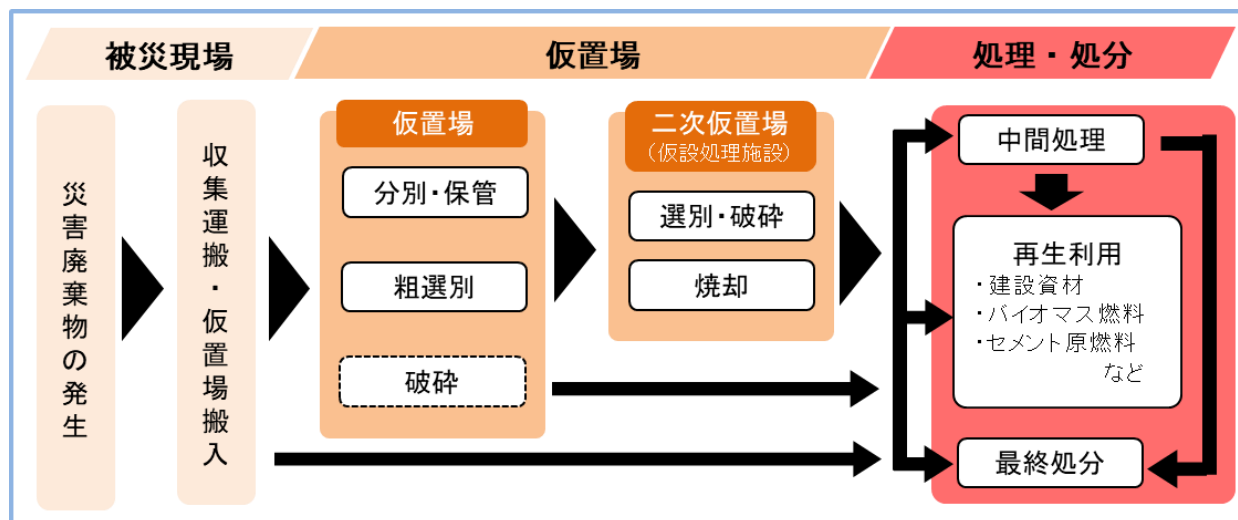 被災現場
仮置場
処理・処分
災害廃棄物の発生
収集運搬・仮置場搬入
仮置場
分別・保管
粗選別
破砕
二次仮置場
（仮設処理施設）
選別・破砕
焼却
中間処理
再生利用
・建設資材
・バイオマス燃料
・セメント原燃料
など
最終処分